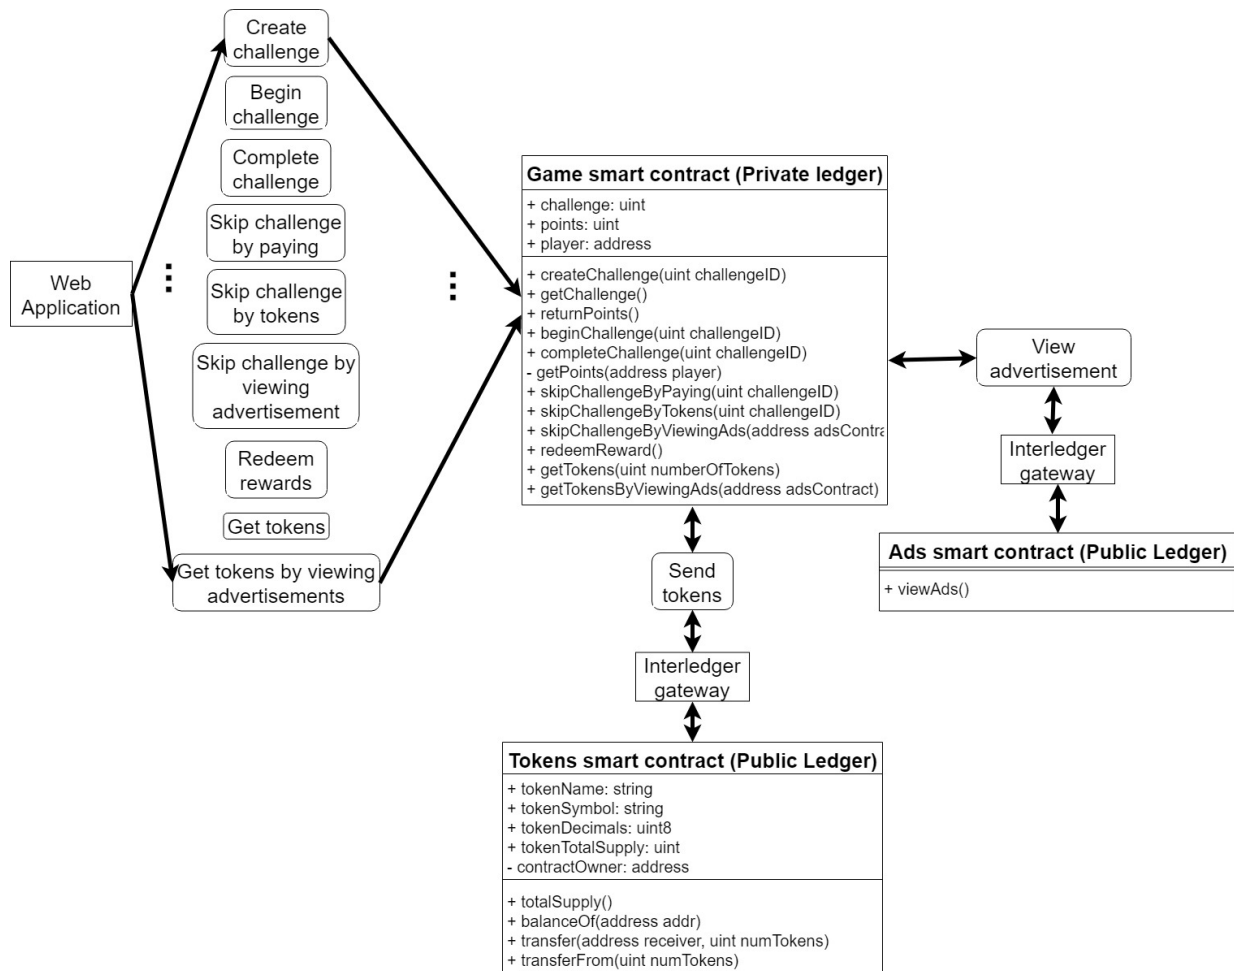 Create
challenge
Begin
challenge
Complete
challenge
Skip challenge
by paying
Skip challenge
by tokens
Skip challenge by
viewing
advertisement
Redeem
rewards
Get tokens
Get tokens by viewing
advertisements
Web
Application
Game smart contract (Private ledger)
+ challenge: uint
+ points: uint
+ player: address
+ createChallenge(uint challengeID)
+ getChallenge()
+ returnPoints()
+ beginChallenge(uint challengeID)
+ completeChallenge(uint challengeID)
- getPoints(address player)
+ skipChallengeByPaying(uint challengeID)
+ skipChallengeByTokens(uint challengeID)
+ skipChallengeByViewingAds(address adsContra
+ redeemReward()
+ getTokens(uint numberOfTokens)
+ getTokensByViewingAds(address adsContract)
View
advertisement
Interledger
gateway
Ads smart contract (Public Ledger)
+ viewAds()
Send
tokens
Interledger
gateway
Tokens smart contract (Public Ledger)
+ tokenName: string
+ tokenSymbol: string
+ tokenDecimals: uint8
+ tokenTotalSupply: uint
- contractOwner: address
+ totalSupply()
+ balanceOf(address addr)
+ transfer(address receiver, uint numTokens)
+ transferFrom(uint numTokens)